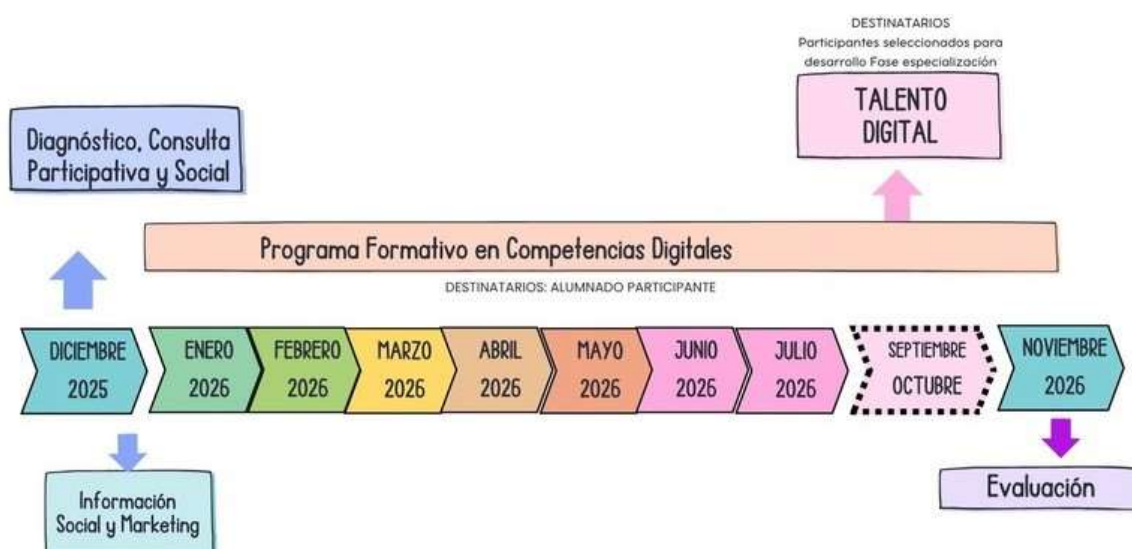 DESTINATARIOS
Participantes seleccionados para
desarrollo Fase especialización
TALENTO
DIGITAL
Diagnóstico, Consulta
Participativa y Social
Programa Formativo en Competencias Digitales
DESTINATARIOS: ALUMNADO PARTICIPANTE
DICIEMBRE
2025
ENERO
2026
FEBRERO
2026
MARZO
2026
ABRIL
2026
MAYO
2026
JUNIO
2026
JULIO
2026
SEPTIEMBRE
OCTUBRE
NOVIEMBRE
2026
Información
Social y Marketing
Evaluación